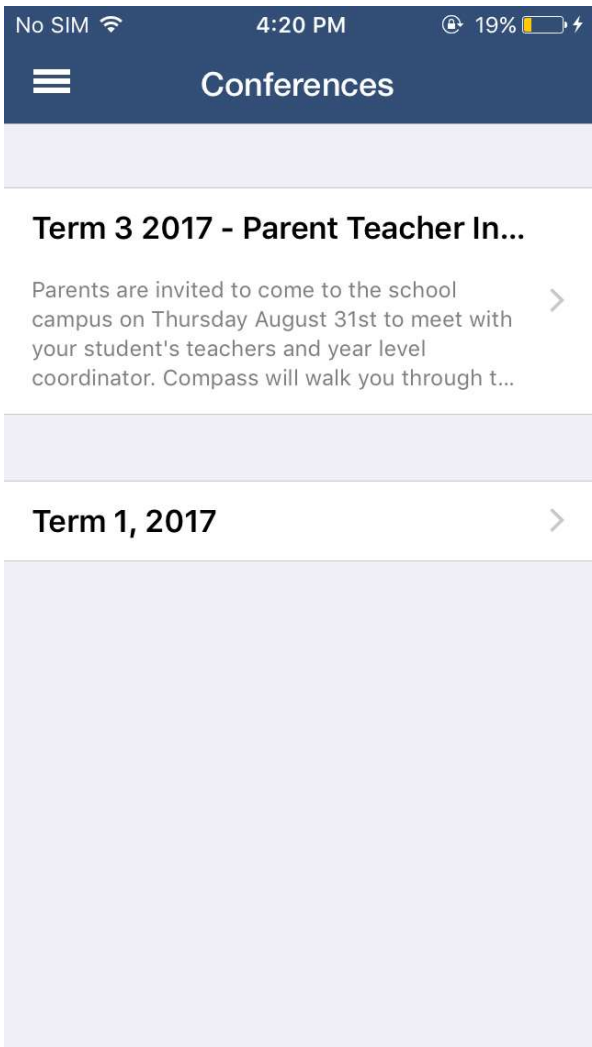 No SIM 4:20 PM 19%
Conferences
Term 3 2017 - Parent Teacher In...
Parents are invited to come to the school
campus on Thursday August 31st to meet with
your student's teachers and year level
coordinator. Compass will walk you through t...
Term 1, 2017